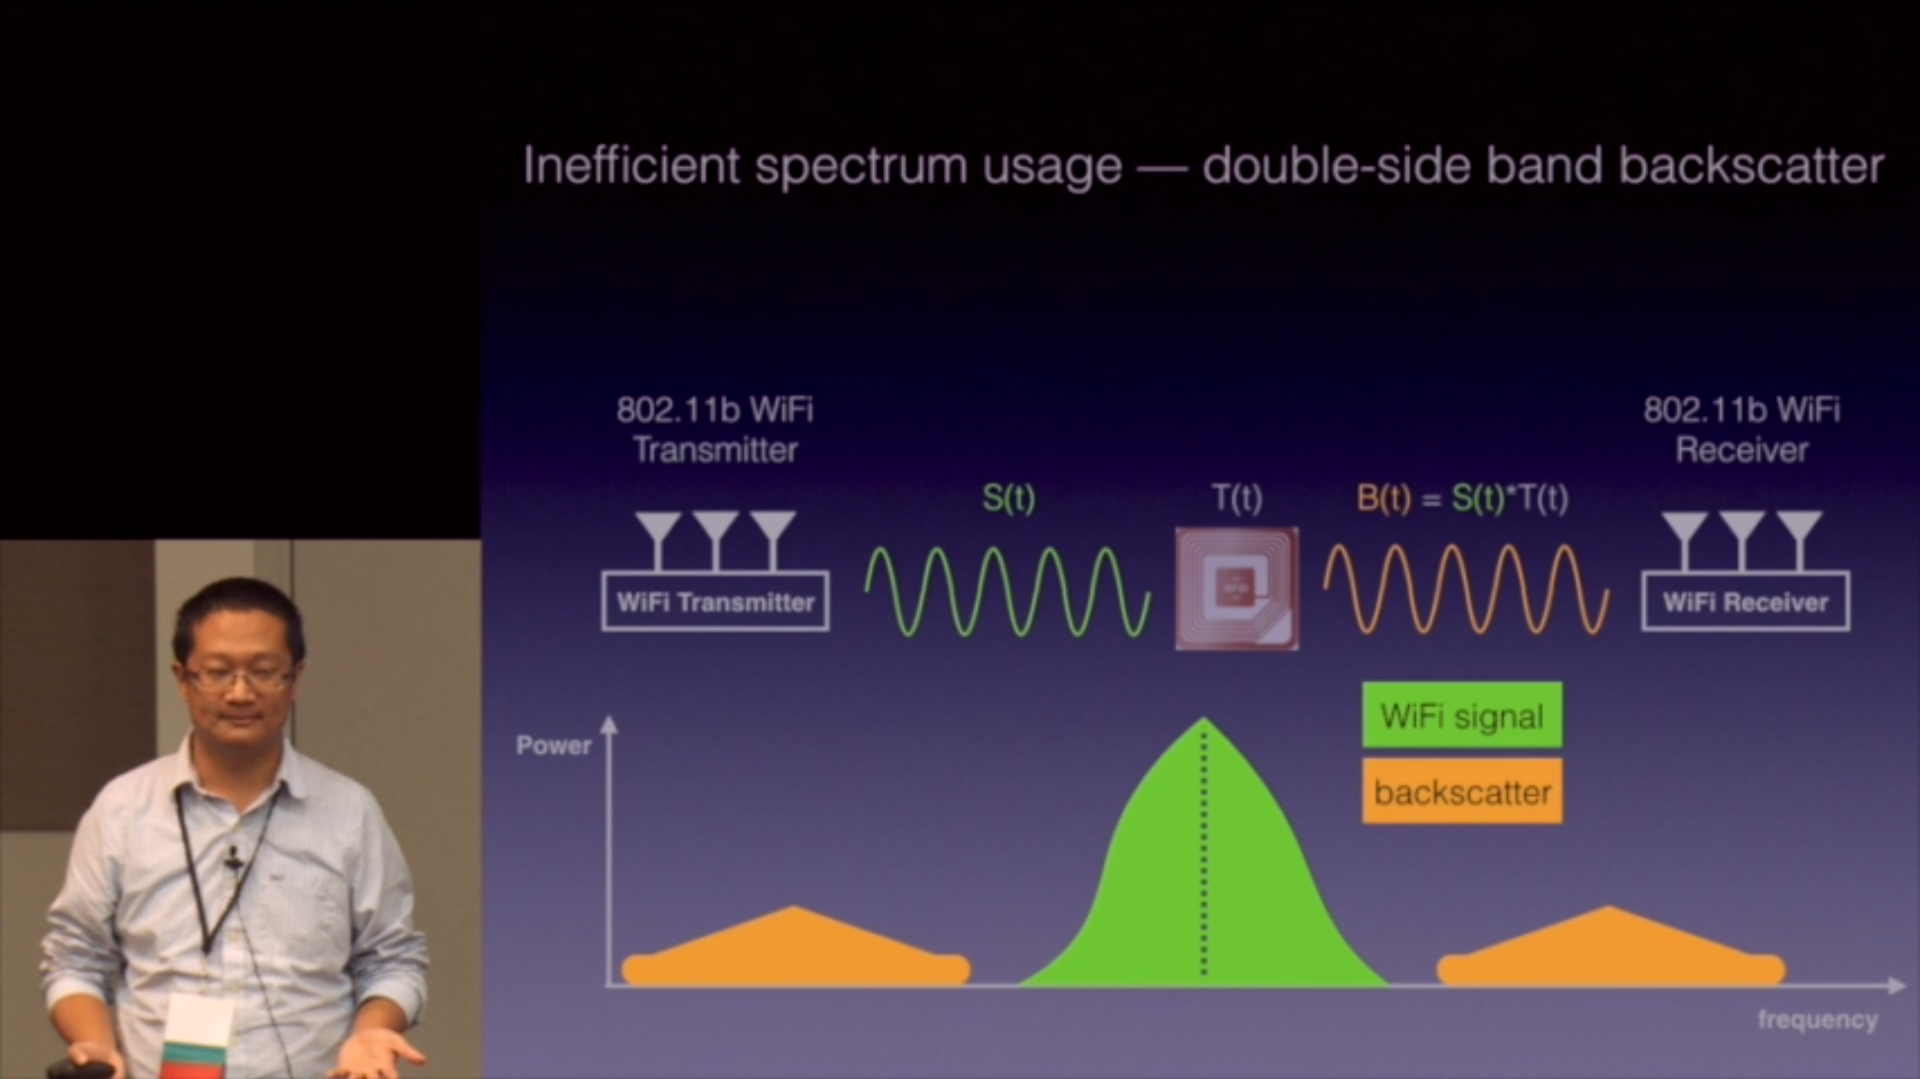 Inefficient spectrum usage — double-side band backscatter
802.11b WiFi
Transmitter
802.11b WiFi
Receiver
S(t)
T(t)
B(t) = S(t)*T(t)
WiFi Transmitter
WiFi Receiver
WiFi signal
backscatter
Power
frequency